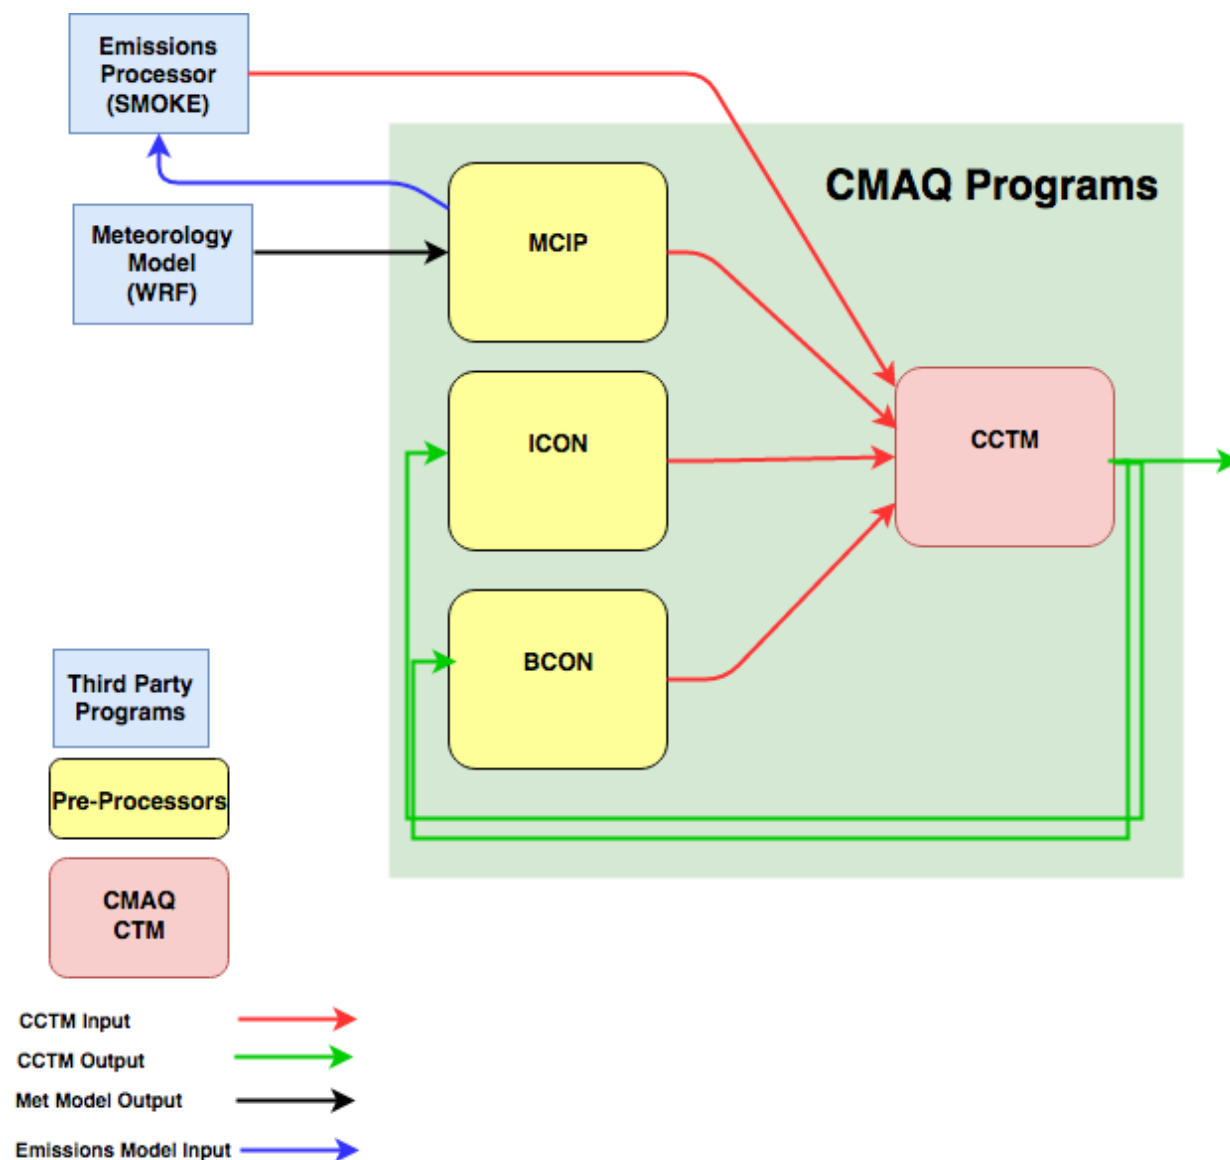 Emissions
Processor
(SMOKE)
CMAQ Programs
MCIP
Meteorology
Model
(WRF)
ICON
CCTM
BCON
Third Party
Programs
Pre-Processors
CMAQ
CTM
CCTM Input
CCTM Output
Met Model Output
Emissions Model Input